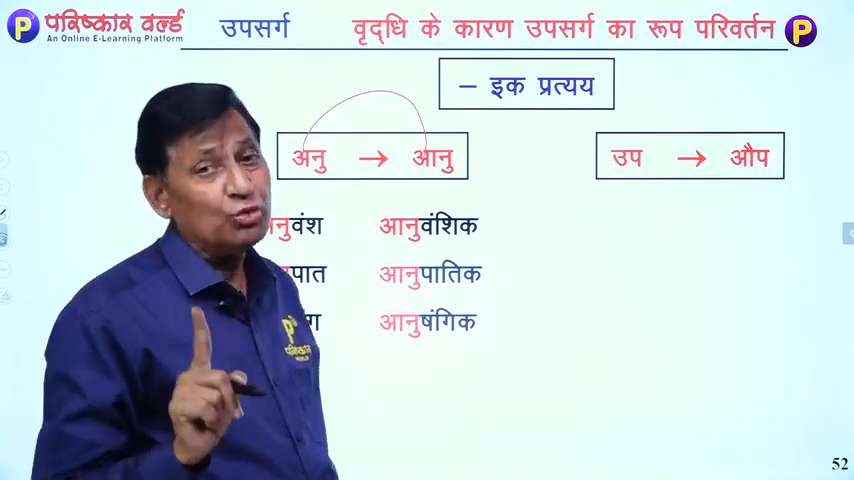 परिष्कार वर्ल्ड
An Online E-Learning Platform
उपसर्ग
वृद्धि के कारण उपसर्ग का रूप परिवर्तन
– इक प्रत्यय
अनु → आनु
उप → औप
वंश आनुवंशिक
पात आनुपातिक
आनुषंगिक
52